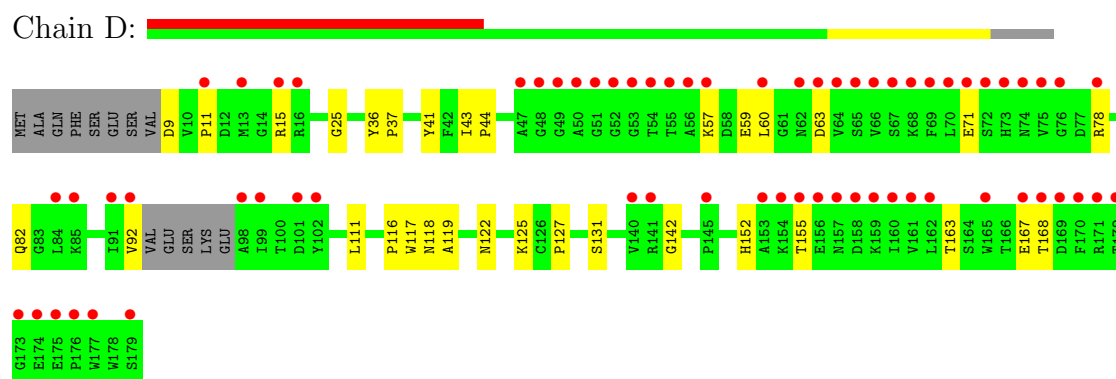 Chain D:
MET ALA GLN PHE SER GLU SER VAL D9 V10 P11 D12 M13 G14 R15 R16 G25 Y36 P37 Y41 F42 I43 P44 A47 G48 G49 A50 G51 G52 G53 T54 T55 A56 K57 D58 E59 L60 G61 N62 D63 V64 S65 V66 S67 K68 F69 L70 E71 S72 H73 N74 V75 G76 D77 R78
Q82 G83 L84 K85 I91 V92 VAL GLU SER LYS GLU A98 I99 T100 D101 Y102 L111 P116 W117 N118 A119 N122 K125 C126 P127 S131 V140 R141 G142 P145 H152 A153 K154 T155 E156 N157 D158 K159 I160 V161 L162 T163 S164 W165 T166 E167 T168 D169 F170 R171
G173 E174 E175 P176 W177 W178 S179